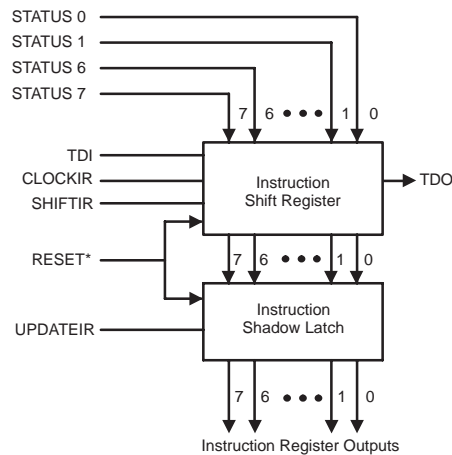 STATUS 0
STATUS 1
STATUS 6
STATUS 7
7 6 1 0
TDI
CLOCKIR
SHIFTIR
Instruction
Shift Register
TDO
7 6 1 0
RESET*
Instruction
Shadow Latch
UPDATEIR
7 6 1 0
Instruction Register Outputs